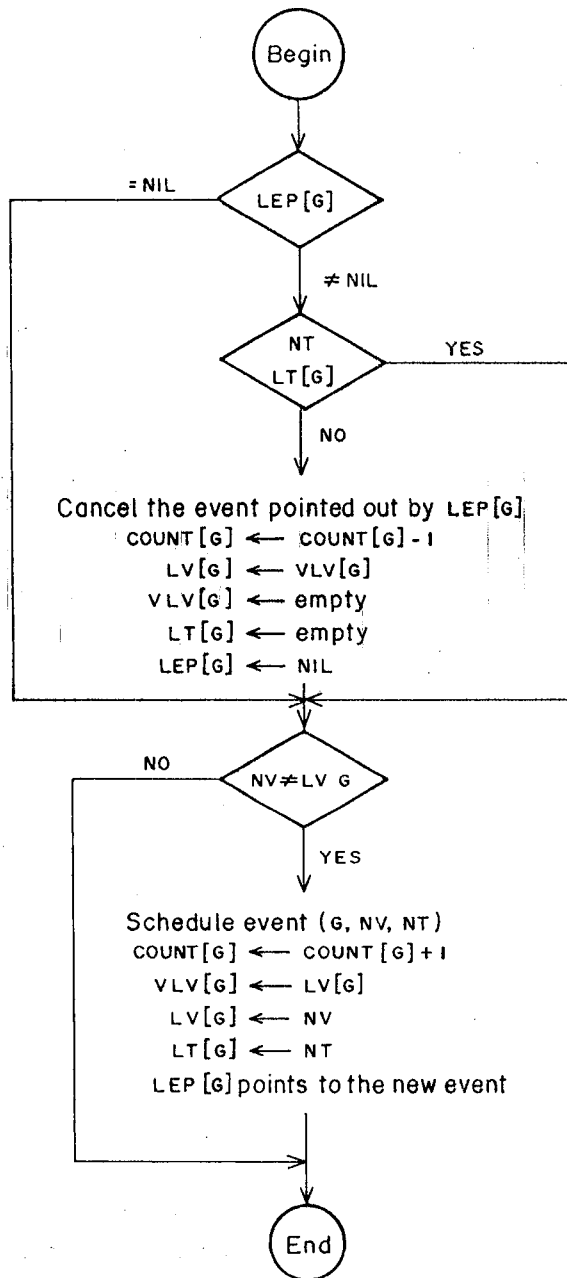 Begin
= NIL
LEP[G]
≠ NIL
NT
LT[G]
YES
NO
Cancel the event pointed out by LEP[G]
COUNT[G] ← COUNT[G] - 1
LV[G] ← VLV[G]
VLV[G] ← empty
LT[G] ← empty
LEP[G] ← NIL
NO
NV≠LV G
YES
Schedule event (G, NV, NT)
COUNT[G] ← COUNT[G] + 1
VLV[G] ← LV[G]
LV[G] ← NV
LT[G] ← NT
LEP[G] points to the new event
End